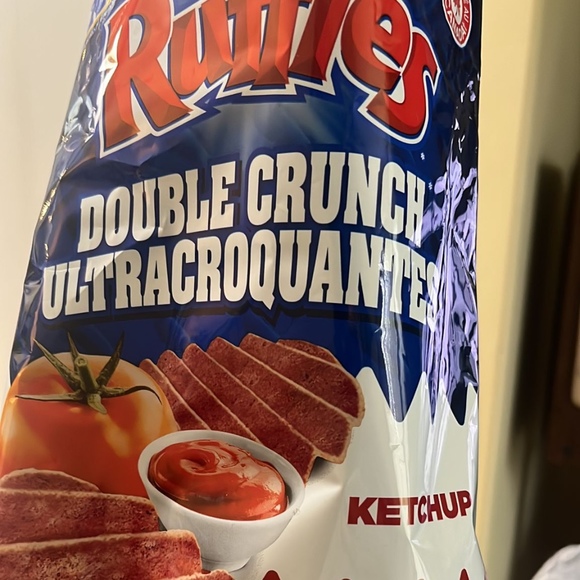 Ruffles
DOUBLE CRUNCH
ULTRACROQUANTES
KETCHUP